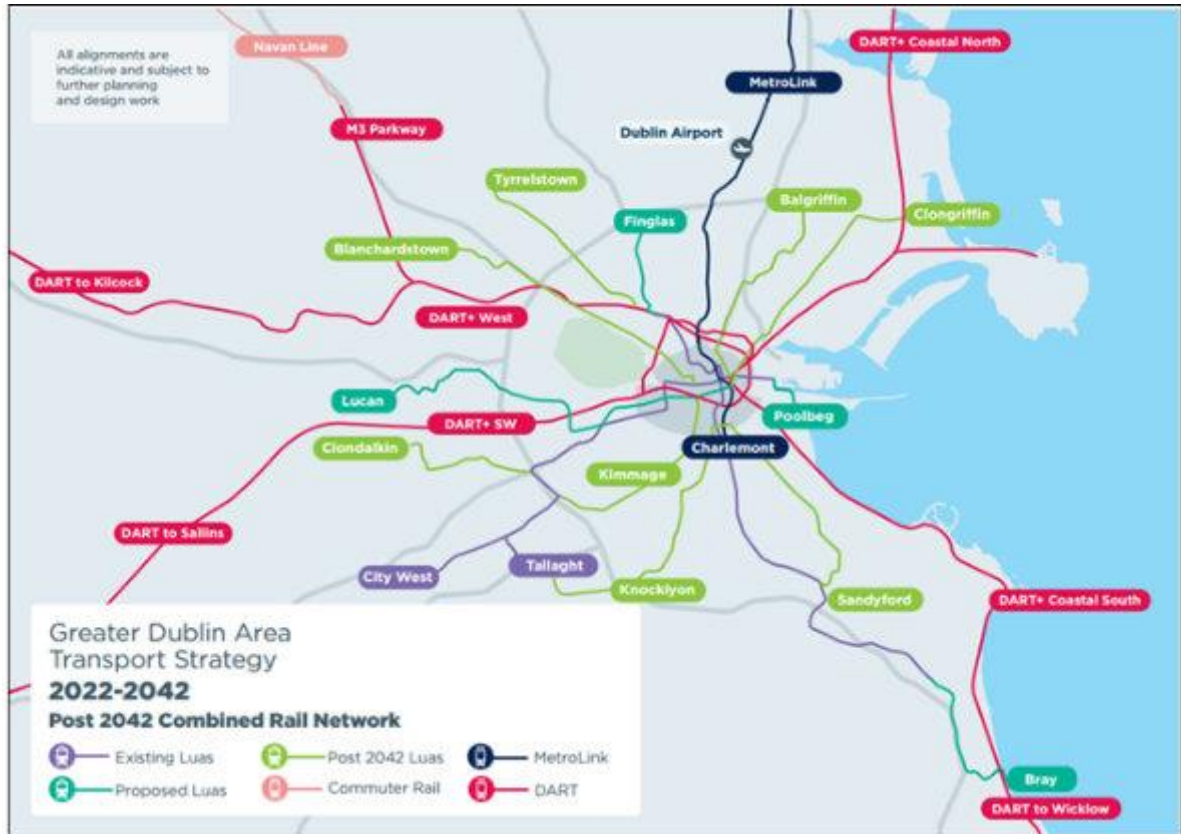 All alignments are
indicative and subject to
further planning
and design work
Navan Line
DART+ Coastal North
MetroLink
M3 Parkway
Dublin Airport
Tyrrelstown
Balgriffin
Finglas
Clongriffin
Blanchardstown
DART to Kilcock
DART+ West
Lucan
Poolbeg
DART+ SW
Clondalkin
Charlemont
Kimmage
DART to Sallins
Tallaght
City West
Knocklyon
Sandyford
DART+ Coastal South
Greater Dublin Area
Transport Strategy
2022-2042
Post 2042 Combined Rail Network
Existing Luas
Post 2042 Luas
MetroLink
Proposed Luas
Commuter Rail
DART
Bray
DART to Wicklow